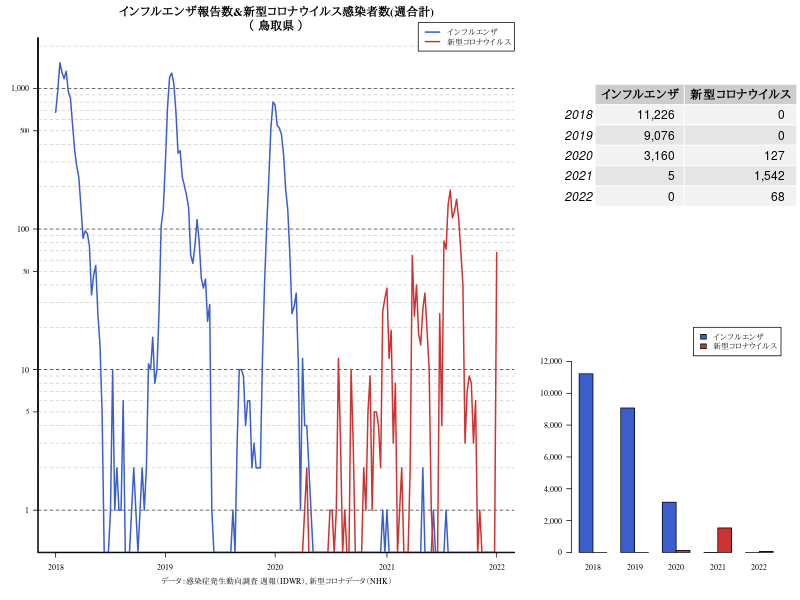 インフルエンザ報告数&新型コロナウイルス感染者数(週合計)
( 鳥取県 )
インフルエンザ
新型コロナウイルス
1,000
500
100
50
10
5
1
2018
2019
2020
2021
2022
データ:感染症発生動向調査 週報(IDWR)、新型コロナデータ(NHK)
インフルエンザ 新型コロナウイルス
2018 11,226 0
2019 9,076 0
2020 3,160 127
2021 5 1,542
2022 0 68
インフルエンザ
新型コロナウイルス
12,000
10,000
8,000
6,000
4,000
2,000
0
2018
2019
2020
2021
2022